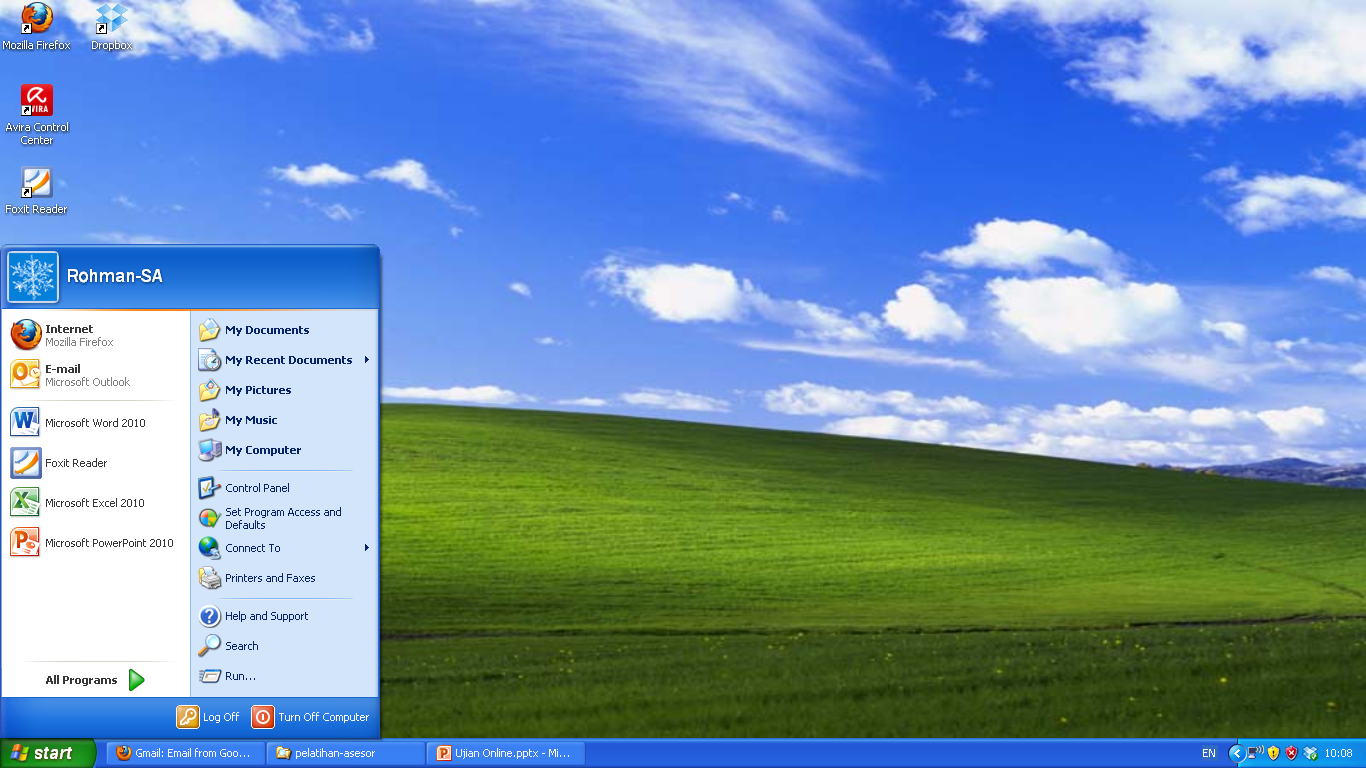 Mozilla Firefox
Dropbox
AVIRA
Avira Control
Center
Foxit Reader
Rohman-SA
Internet
Mozilla Firefox
E-mail
Microsoft Outlook
Microsoft Word 2010
Foxit Reader
Microsoft Excel 2010
Microsoft PowerPoint 2010
All Programs
My Documents
My Recent Documents
My Pictures
My Music
My Computer
Control Panel
Set Program Access and
Defaults
Connect To
Printers and Faxes
Help and Support
Search
Run...
Log Off
Turn Off Computer
start
Gmail: Email from Goo...
pelatihan-asesor
Ujian Online.pptx - Mi...
EN
10:08